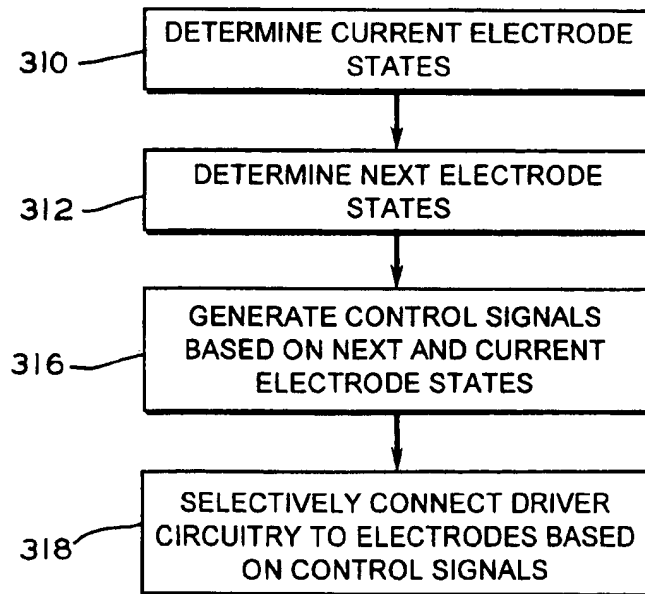 310
DETERMINE CURRENT ELECTRODE
STATES
312
DETERMINE NEXT ELECTRODE
STATES
316
GENERATE CONTROL SIGNALS
BASED ON NEXT AND CURRENT
ELECTRODE STATES
318
SELECTIVELY CONNECT DRIVER
CIRCUITRY TO ELECTRODES BASED
ON CONTROL SIGNALS